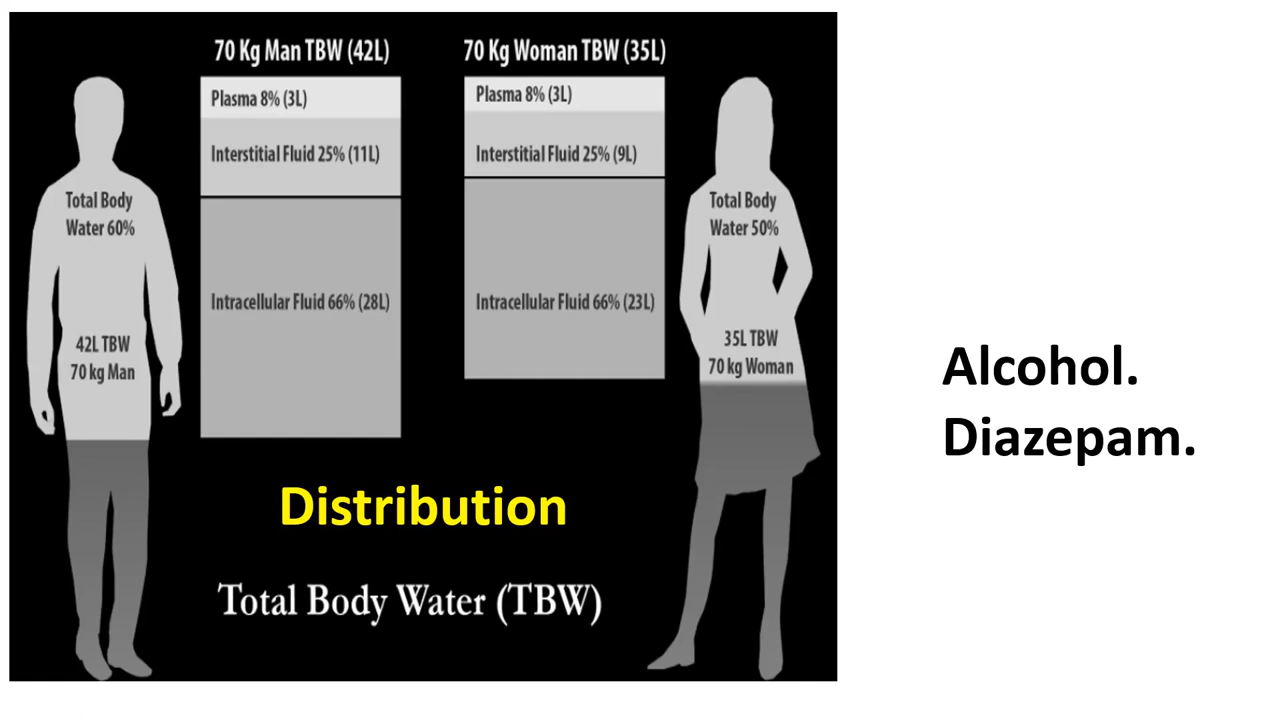 70 Kg Man TBW (42L)
Plasma 8% (3L)
Interstitial Fluid 25% (11L)
Intracellular Fluid 66% (28L)
70 Kg Woman TBW (35L)
Plasma 8% (3L)
Interstitial Fluid 25% (9L)
Intracellular Fluid 66% (23L)
Total Body
Water 60%
42L TBW
70 kg Man
Total Body
Water 50%
35L TBW
70 kg Woman
Distribution
Total Body Water (TBW)
Alcohol.
Diazepam.